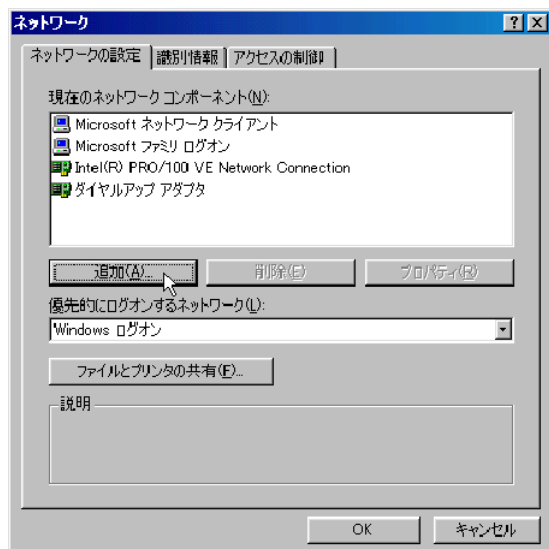 ネットワーク
ネットワークの設定 識別情報 アクセスの制御
現在のネットワーク コンポーネント(N):
Microsoft ネットワーク クライアント
Microsoft ファミリ ログオン
Intel(R) PRO/100 VE Network Connection
ダイヤルアップ アダプタ
追加(A)... 削除(E) プロパティ(R)
優先的にログオンするネットワーク(L):
Windows ログオン
ファイルとプリンタの共有(F)...
説明
OK キャンセル